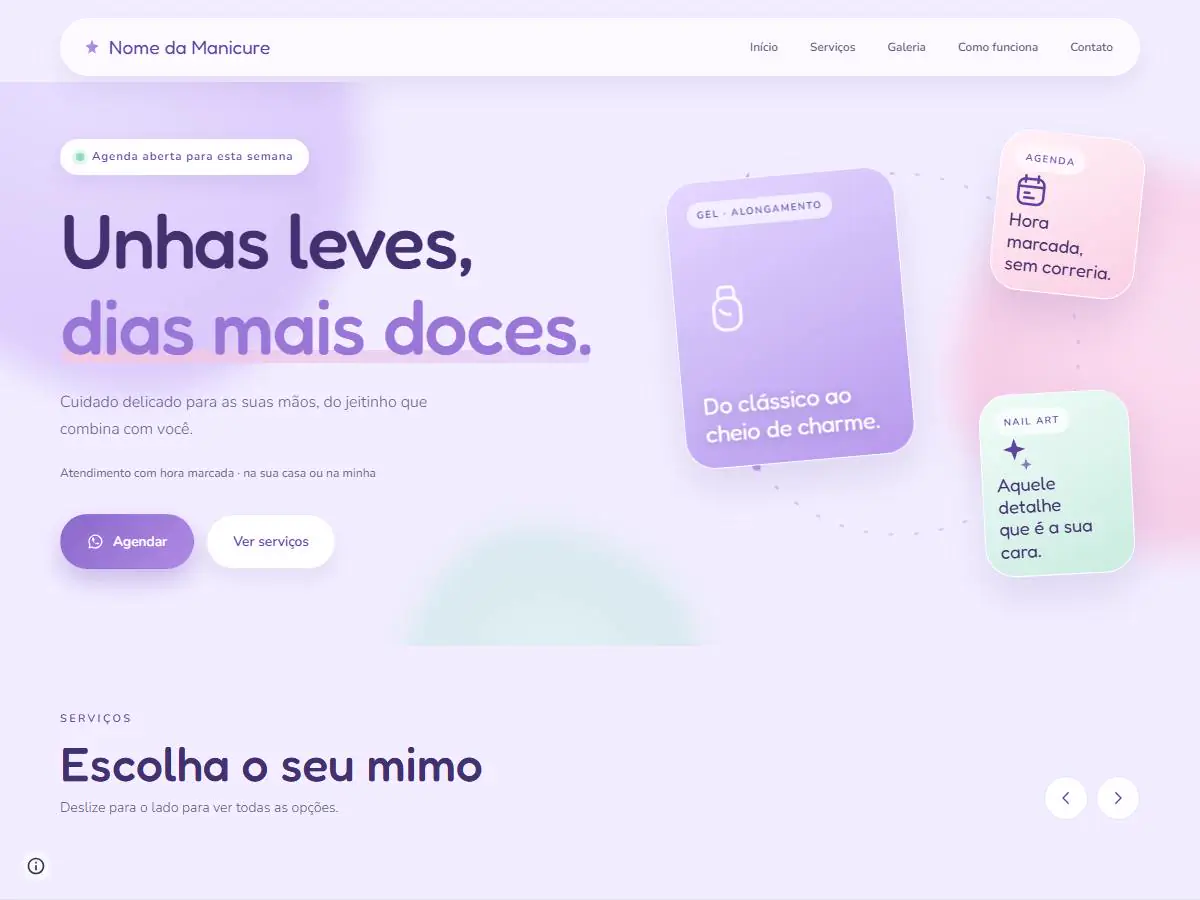 Nome da Manicure
Início
Serviços
Galeria
Como funciona
Contato
Agenda aberta para esta semana
Unhas leves,
dias mais doces.
Cuidado delicado para as suas mãos, do jeitinho que
combina com você.
Atendimento com hora marcada · na sua casa ou na minha
Agendar
Ver serviços
GEL · ALONGAMENTO
Do clássico ao
cheio de charme.
AGENDA
Hora
marcada,
sem correria.
NAIL ART
Aquele
detalhe
que é a sua
cara.
SERVIÇOS
Escolha o seu mimo
Deslize para o lado para ver todas as opções.